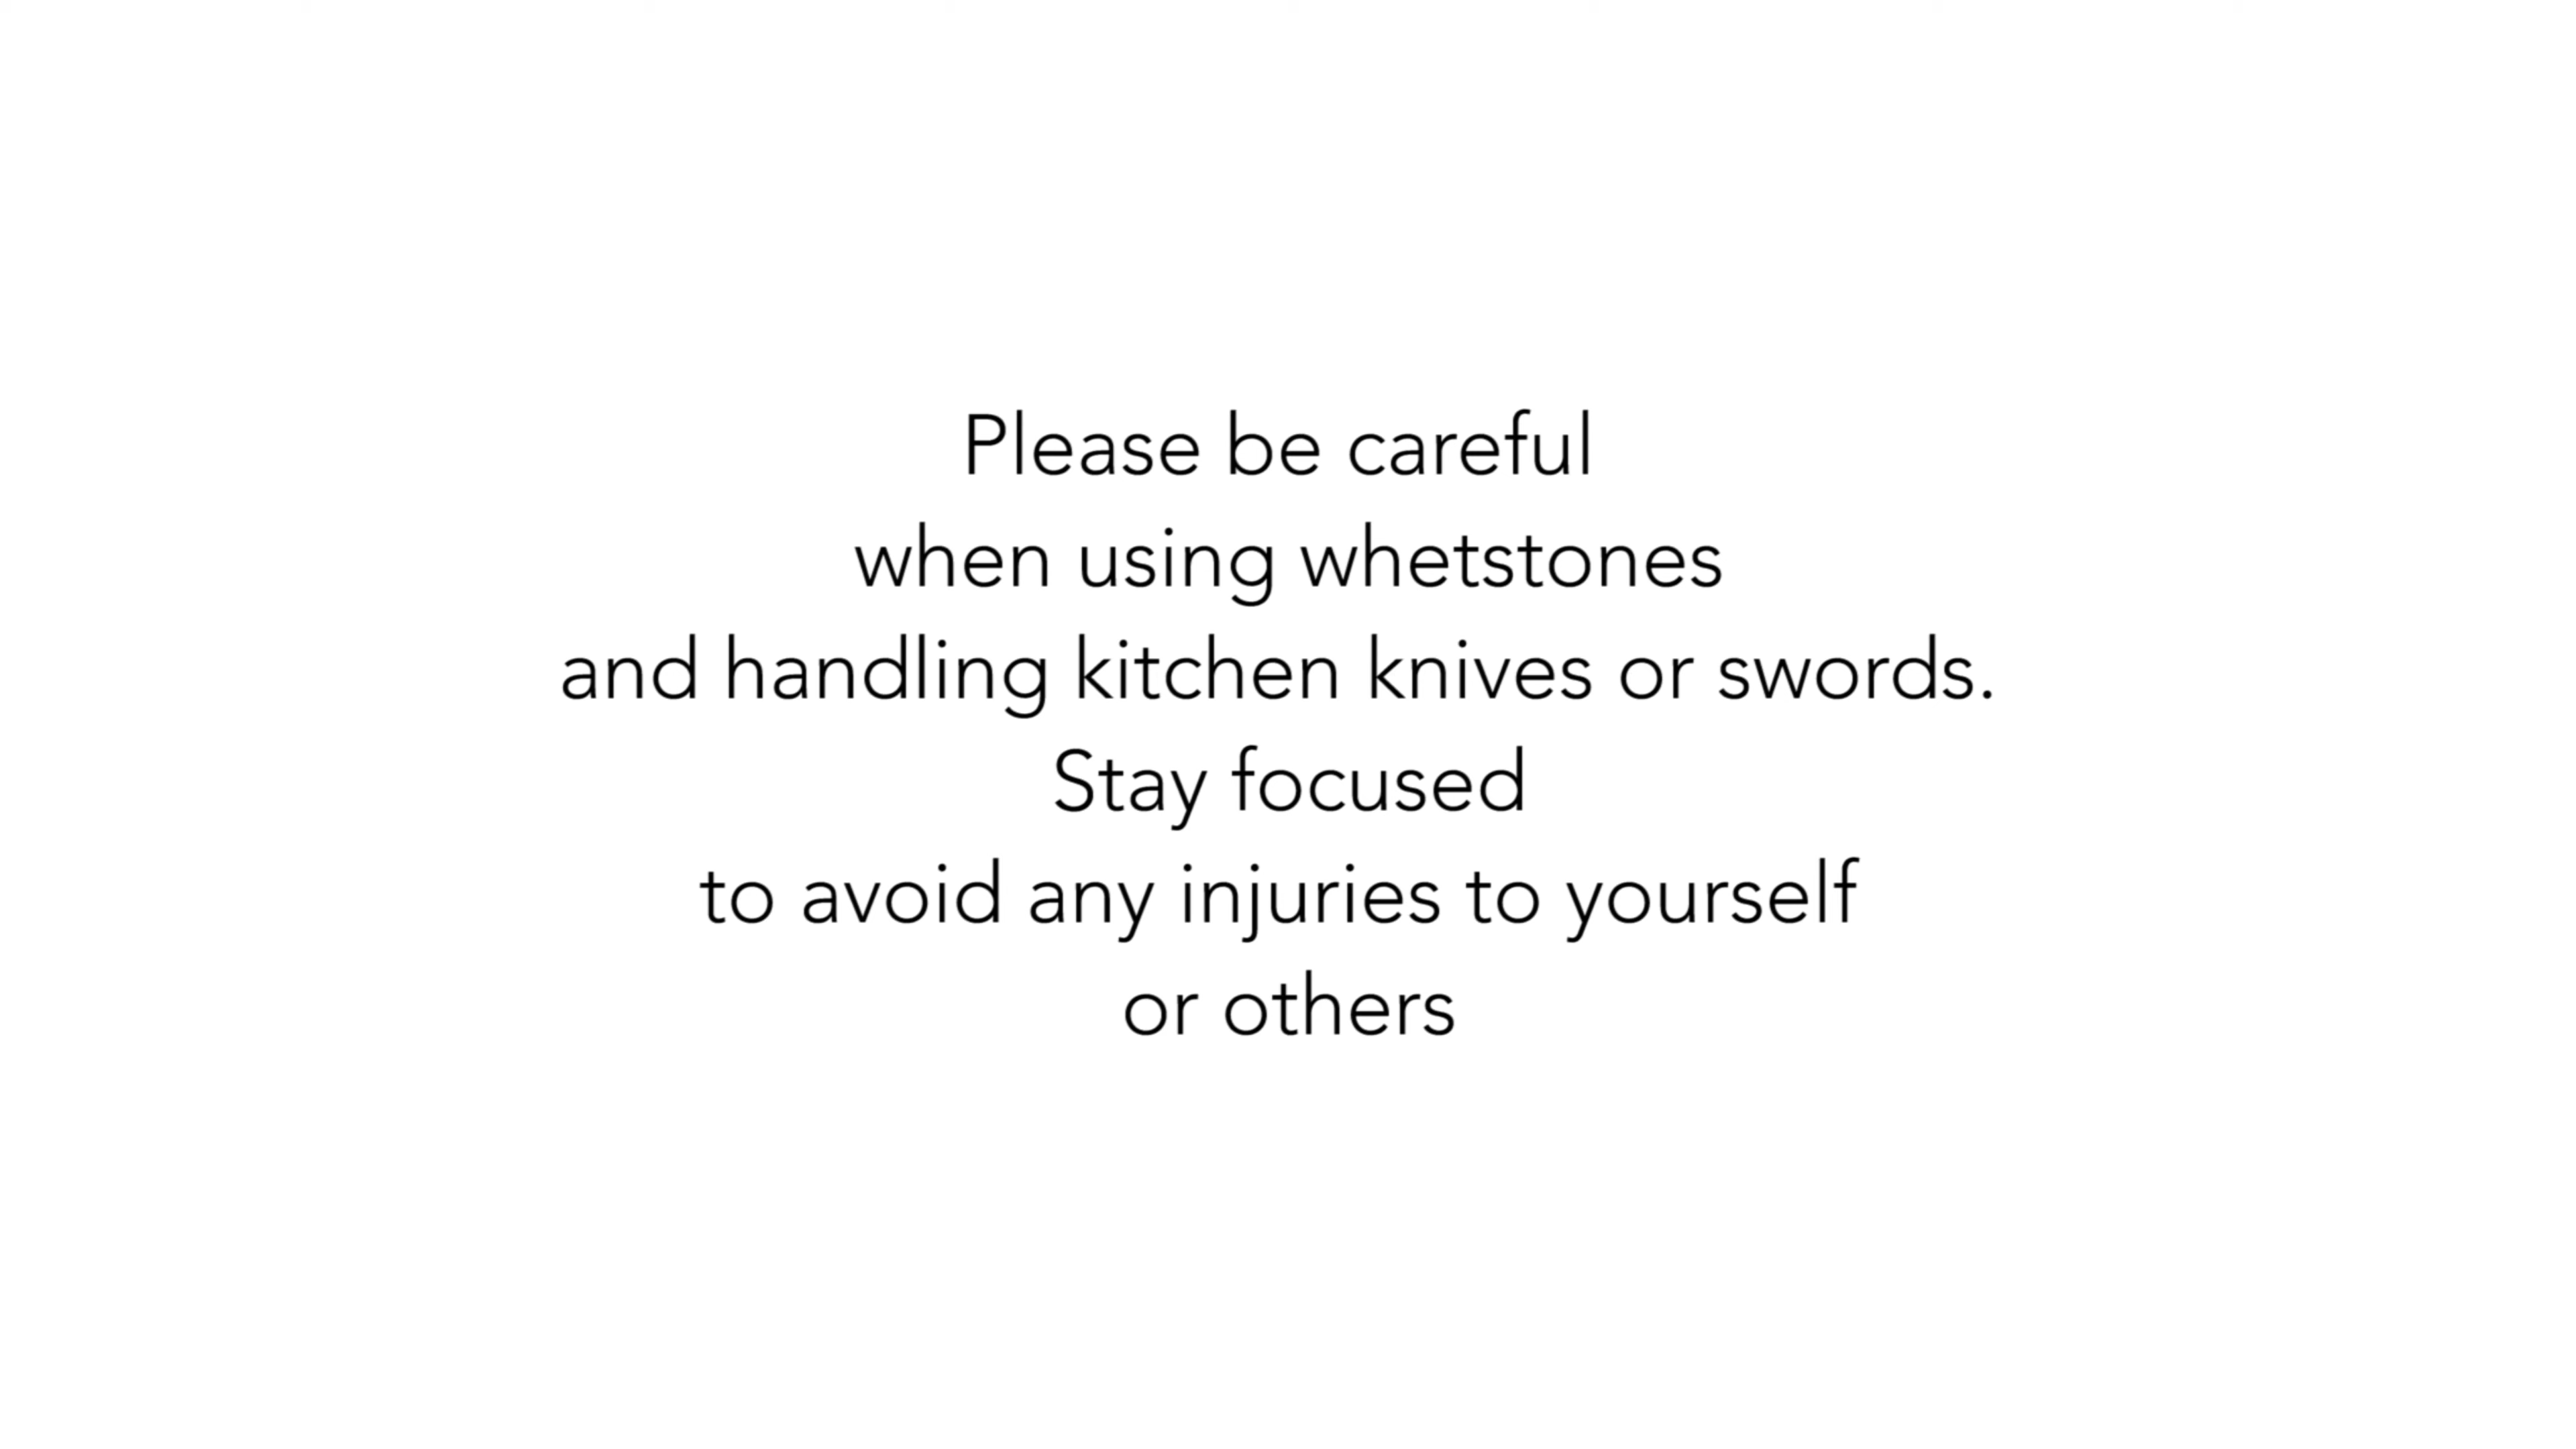 Please be careful
when using whetstones
and handling kitchen knives or swords.
Stay focused
to avoid any injuries to yourself
or others